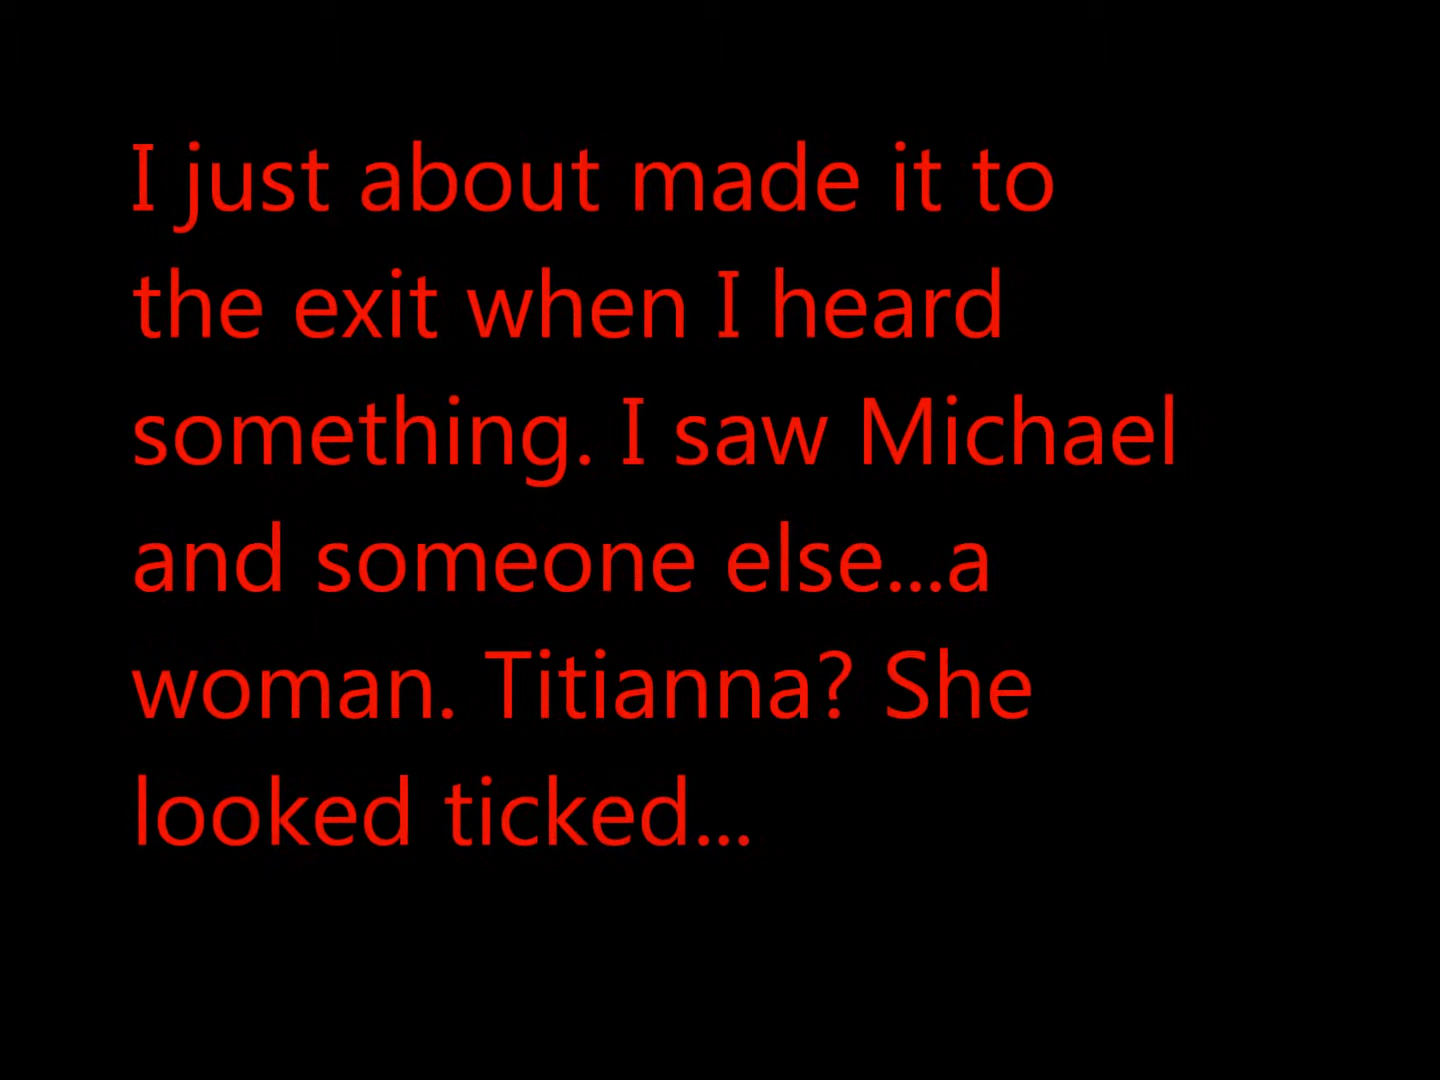 I just about made it to
the exit when I heard
something. I saw Michael
and someone else...a
woman. Titianna? She
looked ticked...